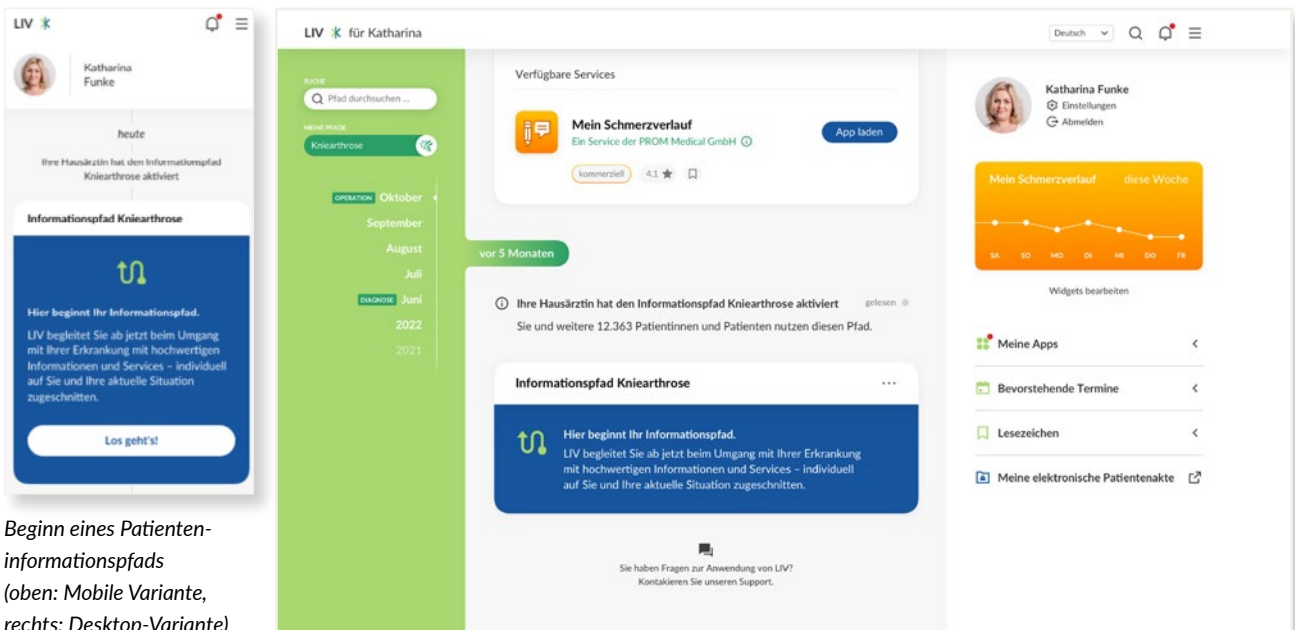 LIV
Katharina
Funke
heute
Ihre Hausärztin hat den Informationspfad
Kniearthrose aktiviert
Informationspfad Kniearthrose
Hier beginnt Ihr Informationspfad.
LIV begleitet Sie ab jetzt beim Umgang
mit Ihrer Erkrankung mit hochwertigen
Informationen und Services – individuell
auf Sie und Ihre aktuelle Situation
zugeschnitten.
Los geht's!
Beginn eines Patienten-
informationspfads
(oben: Mobile Variante,
rechts: Desktop-Variante)
LIV für Katharina
Deutsch
SUCHE
Pfad durchsuchen ...
MEINE PFADE
Kniearthrose
OPERATION Oktober
September
August
Juli
DIAGNOSE Juni
2022
2021
Verfügbare Services
Mein Schmerzverlauf
Ein Service der PROM Medical GmbH
App laden
kommerziell 4,1
vor 5 Monaten
Ihre Hausärztin hat den Informationspfad Kniearthrose aktiviert gelesen
Sie und weitere 12.363 Patientinnen und Patienten nutzen diesen Pfad.
Informationspfad Kniearthrose
Hier beginnt Ihr Informationspfad.
LIV begleitet Sie ab jetzt beim Umgang mit Ihrer Erkrankung
mit hochwertigen Informationen und Services – individuell
auf Sie und Ihre aktuelle Situation zugeschnitten.
Sie haben Fragen zur Anwendung von LIV?
Kontakieren Sie unseren Support.
Katharina Funke
Einstellungen
Abmelden
Mein Schmerzverlauf diese Woche
SA SO MO DI MI DO FR
Widgets bearbeiten
Meine Apps
Bevorstehende Termine
Lesezeichen
Meine elektronische Patientenakte